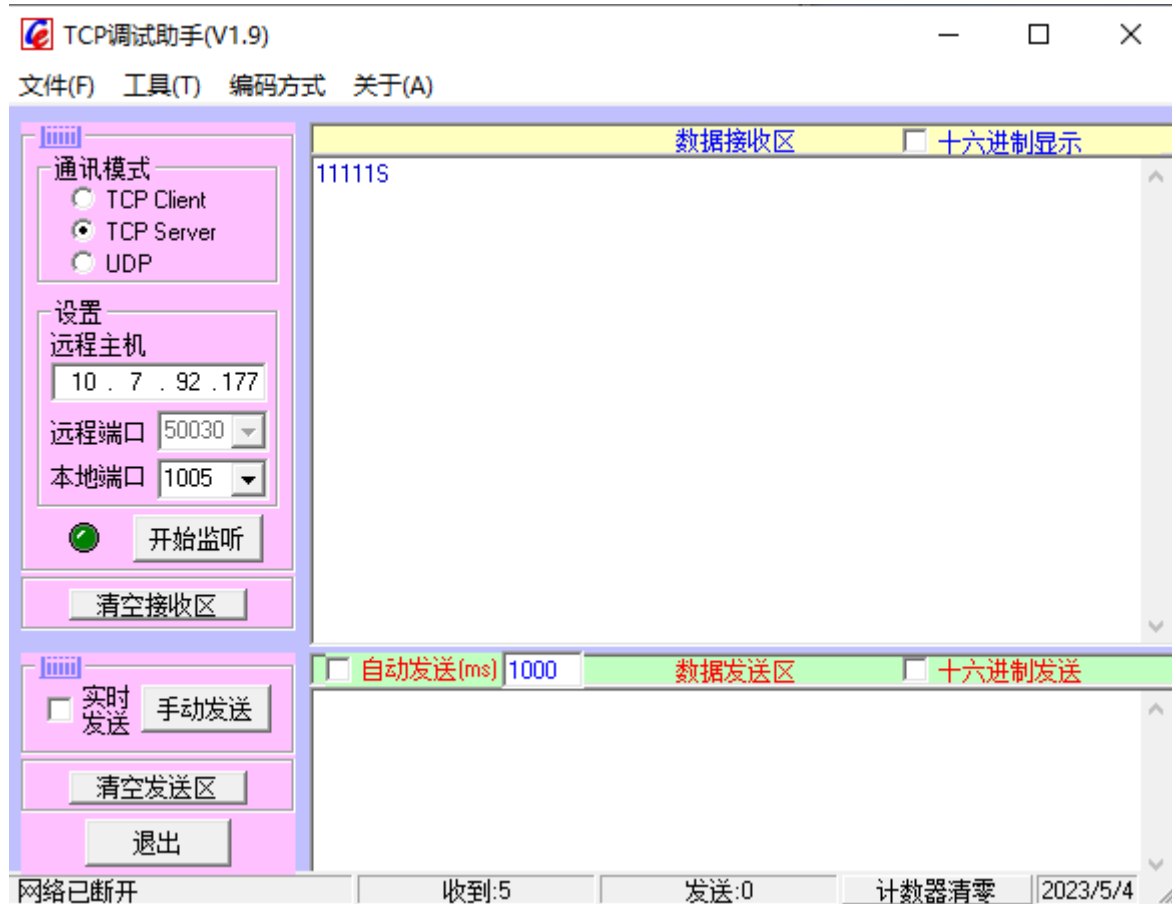 TCP调试助手(V1.9)
文件(F) 工具(T) 编码方式 关于(A)
通讯模式
TCP Client
TCP Server
UDP
设置
远程主机
10 . 7 . 92 .177
远程端口 50030
本地端口 1005
开始监听
清空接收区
数据接收区 十六进制显示
11111S
实时发送 手动发送
清空发送区
退出
自动发送(ms) 1000 数据发送区 十六进制发送
网络已断开 收到:5 发送:0 计数器清零 2023/5/4